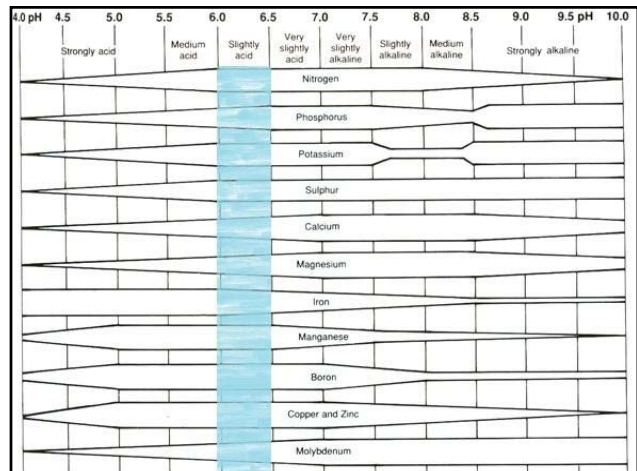 4.0 pH 4.5 5.0 5.5 6.0 6.5 7.0 7.5 8.0 8.5 9.0 9.5 pH 10.0
Strongly acid Medium acid Slightly acid Very slightly acid Very slightly alkaline Slightly alkaline Medium alkaline Strongly alkaline
Nitrogen
Phosphorus
Potassium
Sulphur
Calcium
Magnesium
Iron
Manganese
Boron
Copper and Zinc
Molybdenum